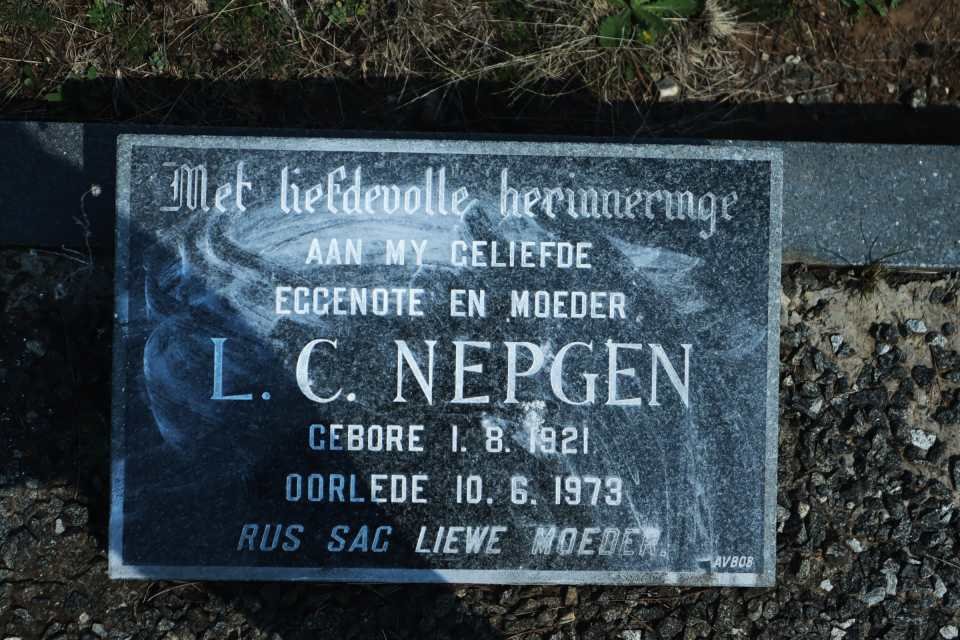 Met liefdevolle herinneringe
AAN MY GELIEFDE
EGGENOTE EN MOEDER
L. C. NEPGEN
GEBORE 1. 8. 1921
OORLEDE 10. 6. 1973
RUS SAG LIEWE MOEDER.
AVBOB